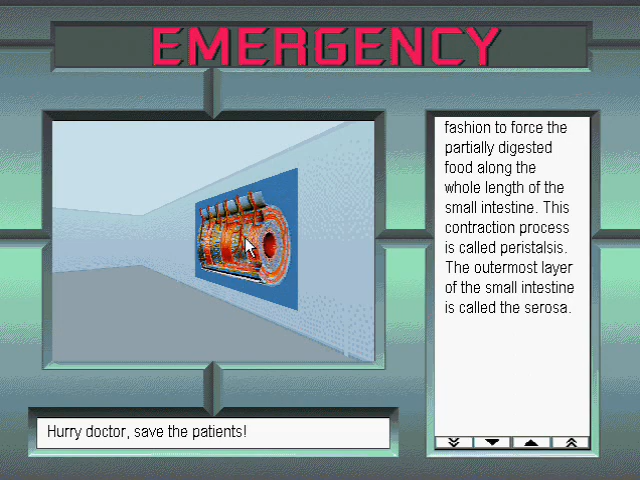 EMERGENCY
fashion to force the
partially digested
food along the
whole length of the
small intestine. This
contraction process
is called peristalsis.
The outermost layer
of the small intestine
is called the serosa.
Hurry doctor, save the patients!